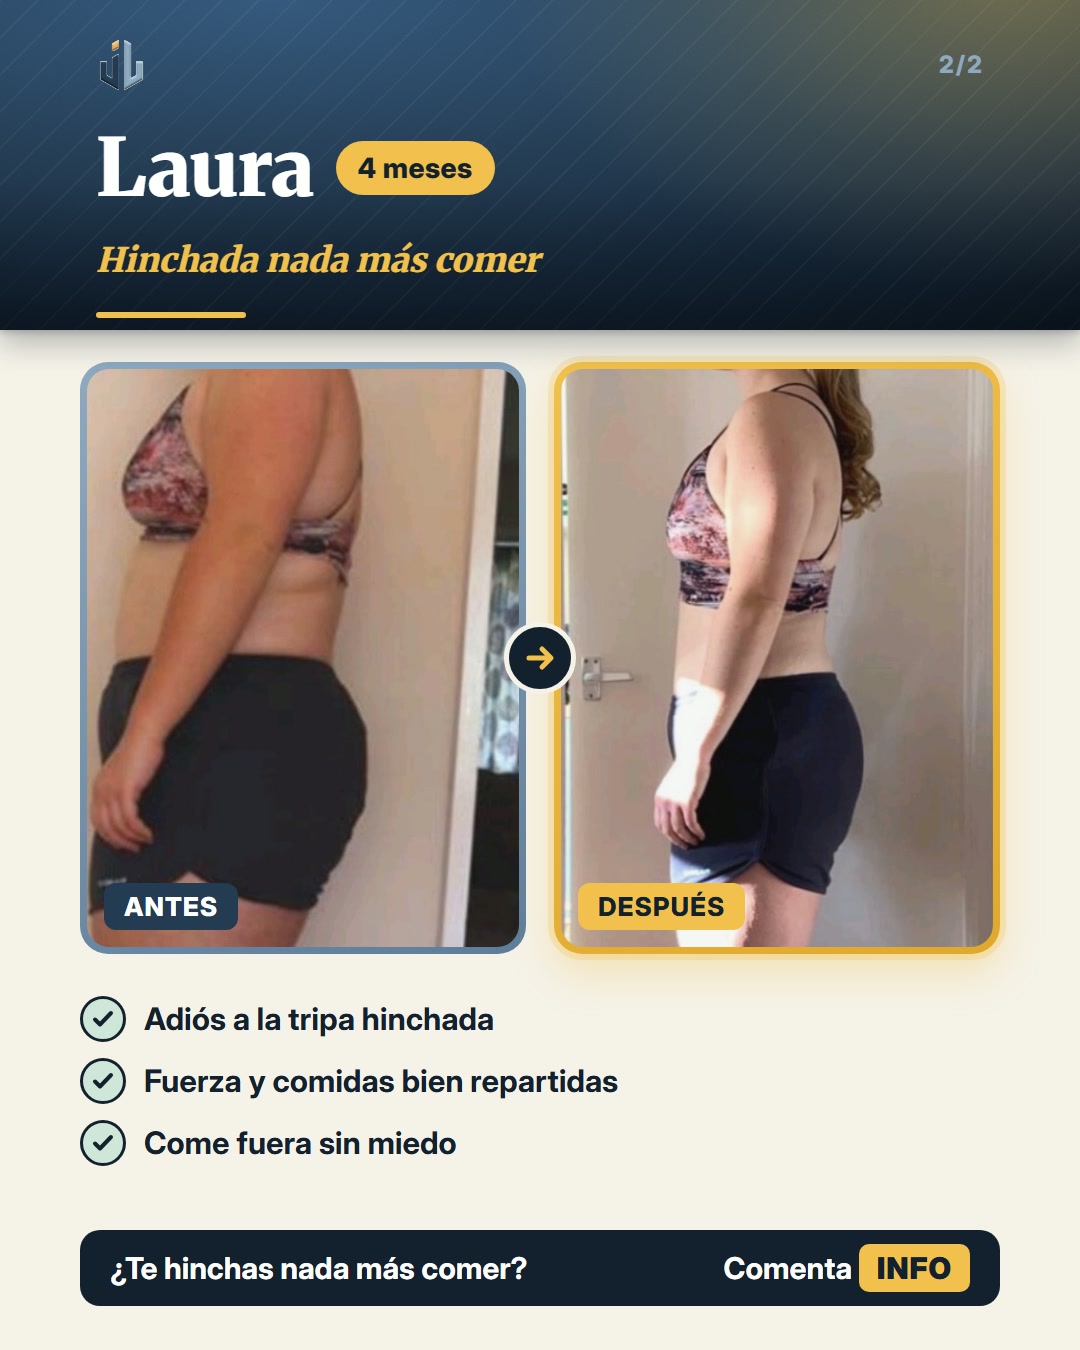 2/2
Laura 4 meses
Hinchada nada más comer
ANTES
DESPUÉS
Adiós a la tripa hinchada
Fuerza y comidas bien repartidas
Come fuera sin miedo
¿Te hinchas nada más comer? Comenta INFO